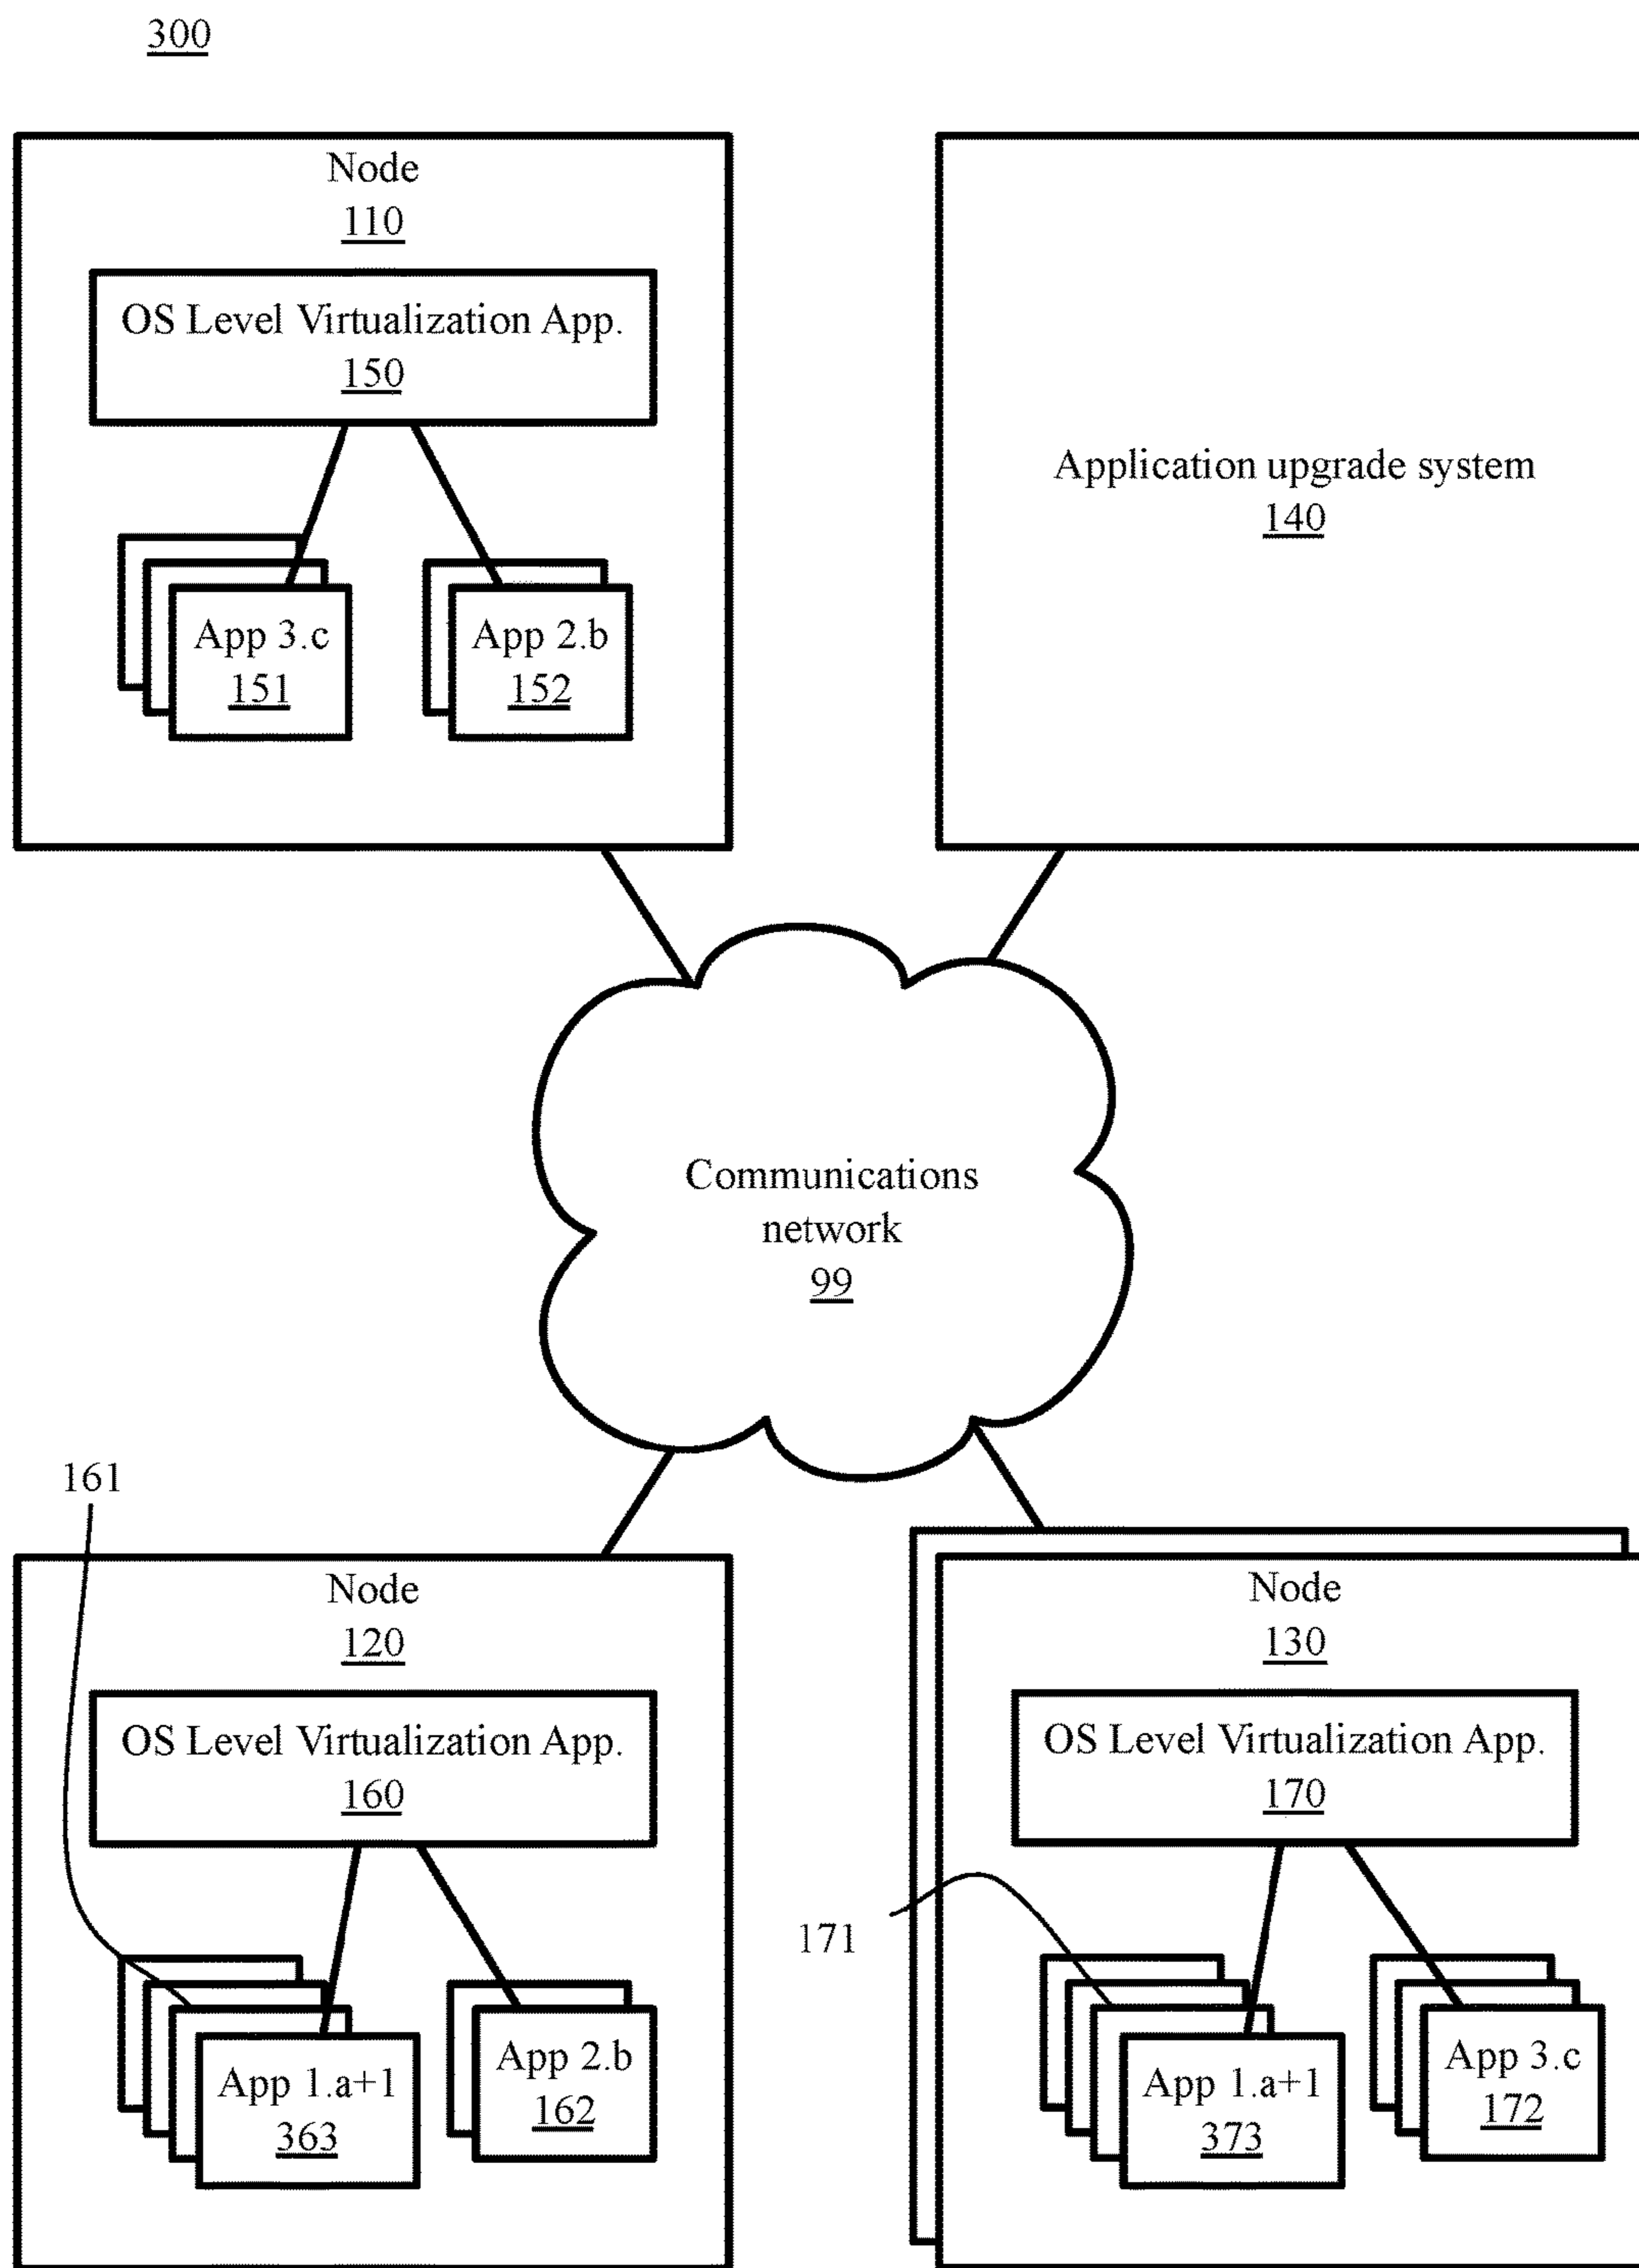 300
Node
110
OS Level Virtualization App.
150
App 3.c
151
App 2.b
152
Application upgrade system
140
Communications
network
99
161
Node
120
OS Level Virtualization App.
160
App 1.a+1
363
App 2.b
162
171
Node
130
OS Level Virtualization App.
170
App 1.a+1
373
App 3.c
172